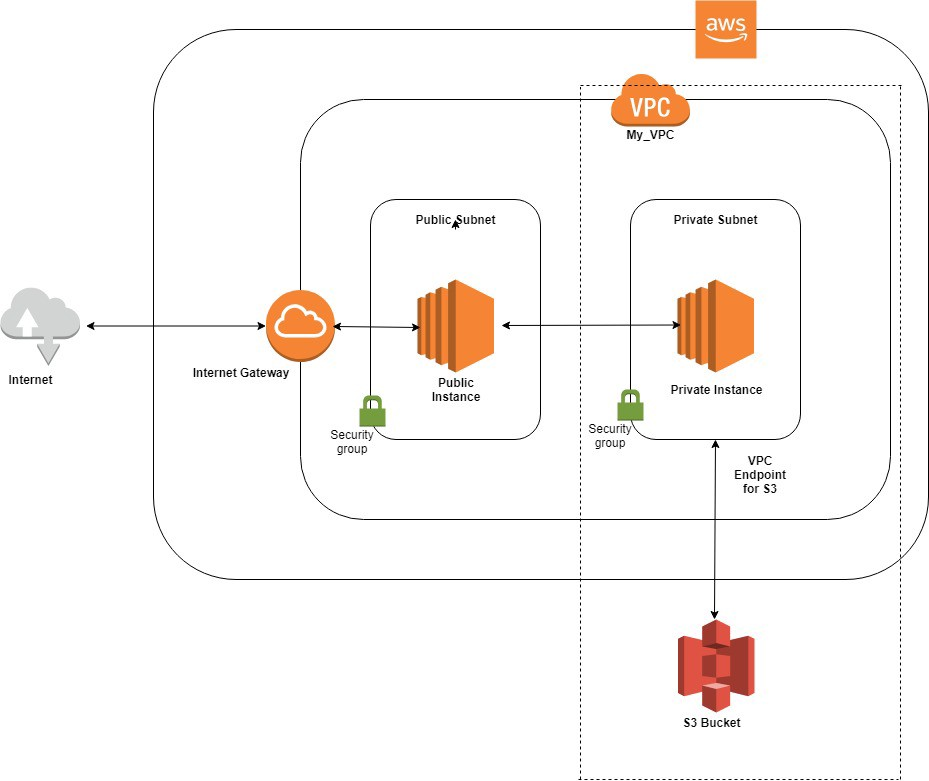 aws
VPC
My_VPC
Public Subnet
Private Subnet
Internet Gateway
Internet
Public
Instance
Private Instance
Security
group
Security
group
VPC
Endpoint
for S3
S3 Bucket